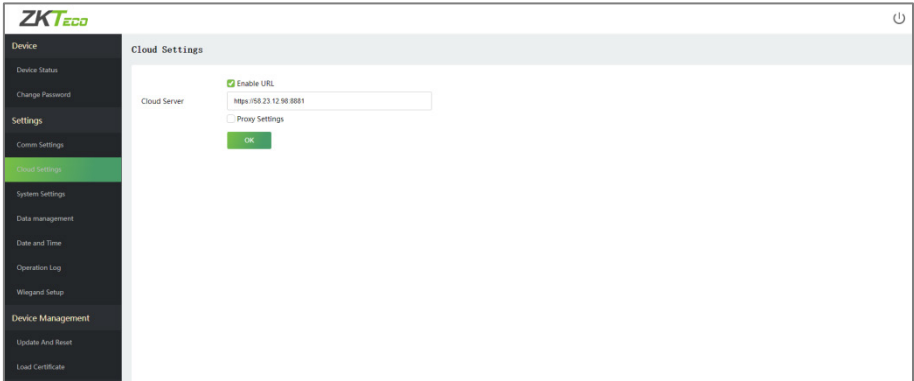 ZKTeco
Device
Device Status
Change Password
Settings
Comm Settings
Cloud Settings
System Settings
Data management
Date and Time
Operation Log
Wiegand Setup
Device Management
Update And Reset
Load Certificate
Cloud Settings
Enable URL
Cloud Server https://58.23.12.98:8881
Proxy Settings
OK